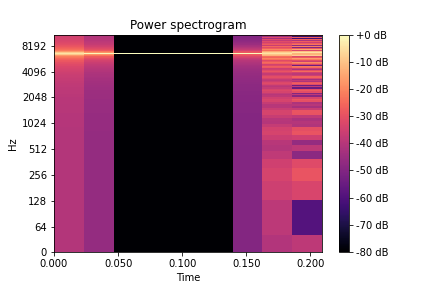 Power spectrogram
Hz
8192
4096
2048
1024
512
256
128
64
0
0.000
0.050
0.100
0.150
0.200
Time
+0 dB
-10 dB
-20 dB
-30 dB
-40 dB
-50 dB
-60 dB
-70 dB
-80 dB